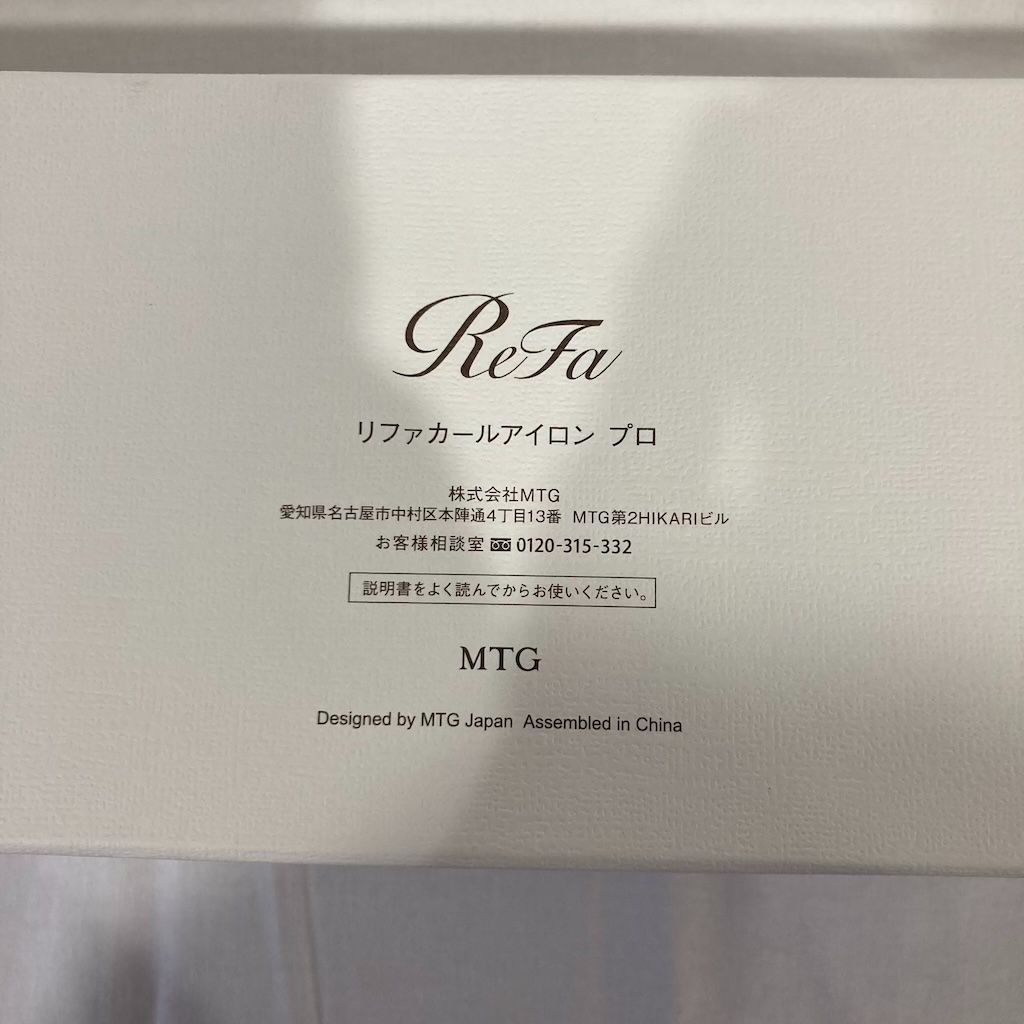 ReFa
リファカールアイロン プロ
株式会社MTG
愛知県名古屋市中村区本陣通4丁目13番 MTG第2HIKARIビル
お客様相談室 0120-315-332
説明書をよく読んでからお使いください。
MTG
Designed by MTG Japan Assembled in China